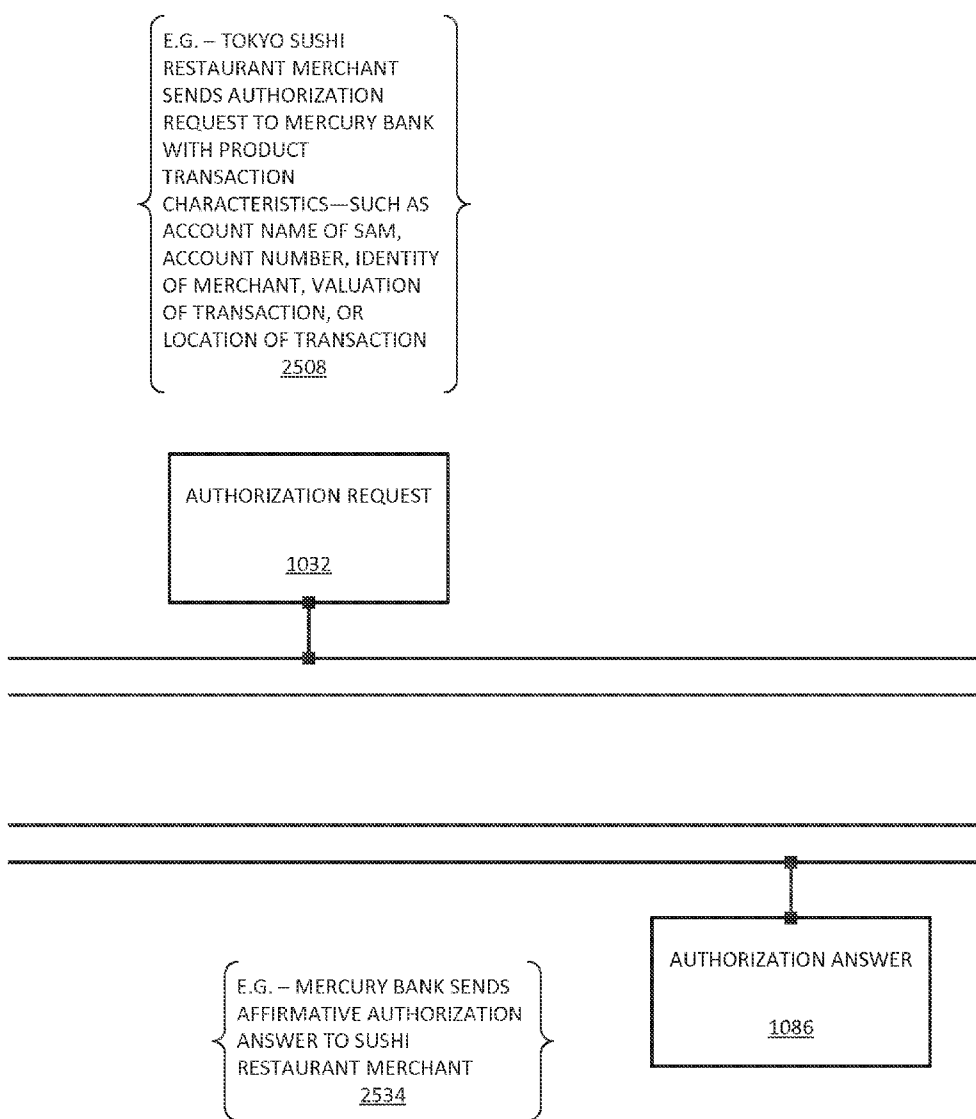 E.G. – TOKYO SUSHI
RESTAURANT MERCHANT
SENDS AUTHORIZATION
REQUEST TO MERCURY BANK
WITH PRODUCT
TRANSACTION
CHARACTERISTICS—SUCH AS
ACCOUNT NAME OF SAM,
ACCOUNT NUMBER, IDENTITY
OF MERCHANT, VALUATION
OF TRANSACTION, OR
LOCATION OF TRANSACTION
2508
AUTHORIZATION REQUEST
1032
AUTHORIZATION ANSWER
1086
E.G. – MERCURY BANK SENDS
AFFIRMATIVE AUTHORIZATION
ANSWER TO SUSHI
RESTAURANT MERCHANT
2534